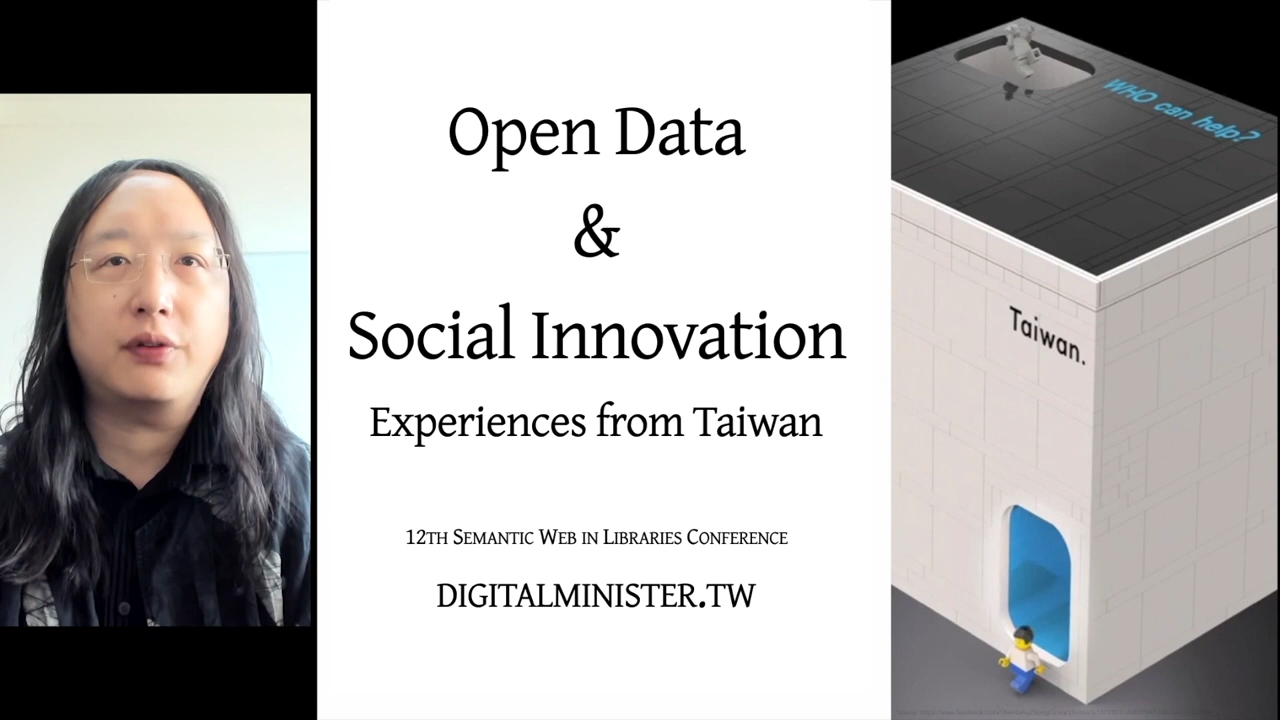 Open Data
&
Social Innovation
Experiences from Taiwan
12TH SEMANTIC WEB IN LIBRARIES CONFERENCE
DIGITALMINISTER.TW
WHO can help?
Taiwan.